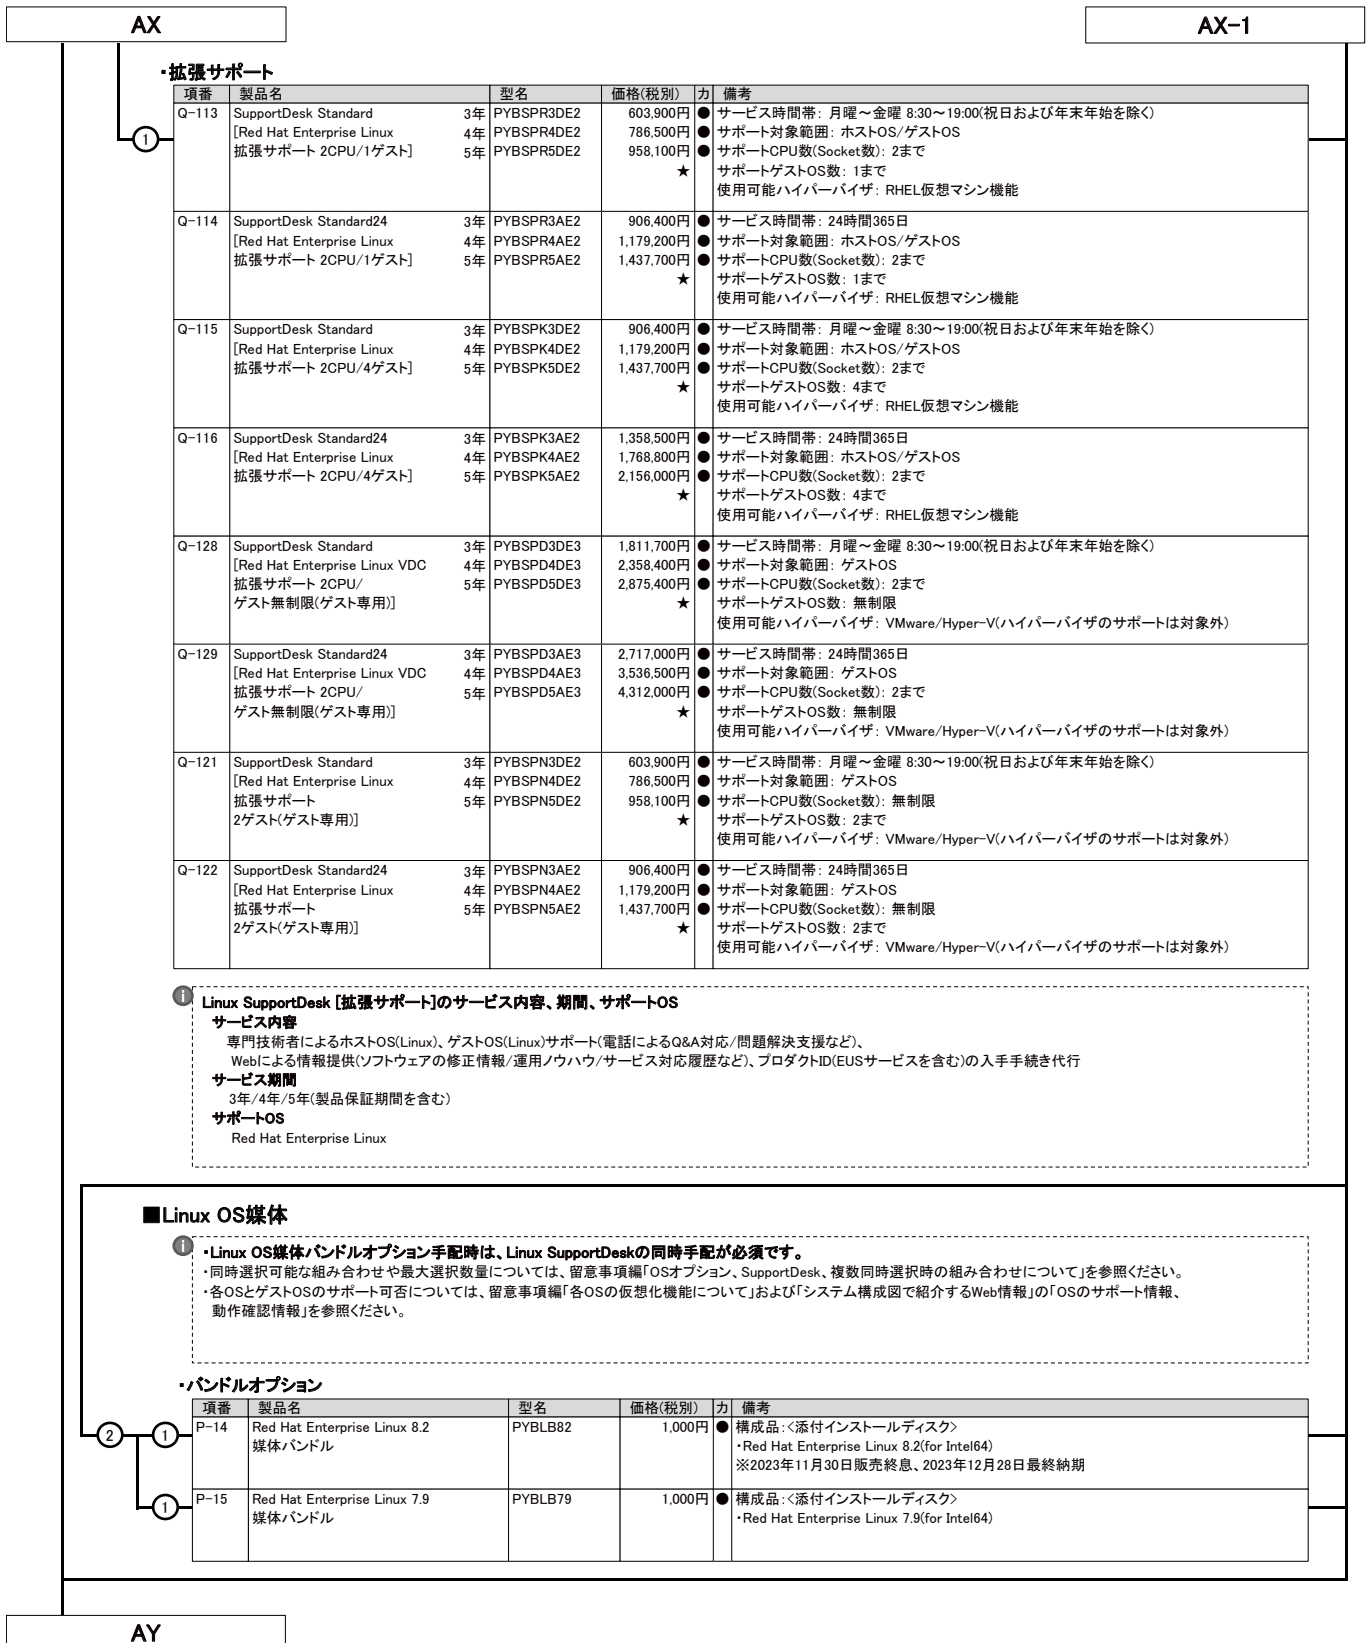 AX
AX-1
・拡張サポート
項番 製品名 型名 価格(税別) カ 備考
Q-113 SupportDesk Standard 3年 PYBSPR3DE2 603,900円 ● サービス時間帯: 月曜～金曜 8:30～19:00(祝日および年末年始を除く)
[Red Hat Enterprise Linux 4年 PYBSPR4DE2 786,500円 ● サポート対象範囲: ホストOS/ゲストOS
拡張サポート 2CPU/1ゲスト] 5年 PYBSPR5DE2 958,100円 ● サポートCPU数(Socket数): 2まで
★ サポートゲストOS数: 1まで
使用可能ハイパーバイザ: RHEL仮想マシン機能
Q-114 SupportDesk Standard24 3年 PYBSPR3AE2 906,400円 ● サービス時間帯: 24時間365日
[Red Hat Enterprise Linux 4年 PYBSPR4AE2 1,179,200円 ● サポート対象範囲: ホストOS/ゲストOS
拡張サポート 2CPU/1ゲスト] 5年 PYBSPR5AE2 1,437,700円 ● サポートCPU数(Socket数): 2まで
★ サポートゲストOS数: 1まで
使用可能ハイパーバイザ: RHEL仮想マシン機能
Q-115 SupportDesk Standard 3年 PYBSPK3DE2 906,400円 ● サービス時間帯: 月曜～金曜 8:30～19:00(祝日および年末年始を除く)
[Red Hat Enterprise Linux 4年 PYBSPK4DE2 1,179,200円 ● サポート対象範囲: ホストOS/ゲストOS
拡張サポート 2CPU/4ゲスト] 5年 PYBSPK5DE2 1,437,700円 ● サポートCPU数(Socket数): 2まで
★ サポートゲストOS数: 4まで
使用可能ハイパーバイザ: RHEL仮想マシン機能
Q-116 SupportDesk Standard24 3年 PYBSPK3AE2 1,358,500円 ● サービス時間帯: 24時間365日
[Red Hat Enterprise Linux 4年 PYBSPK4AE2 1,768,800円 ● サポート対象範囲: ホストOS/ゲストOS
拡張サポート 2CPU/4ゲスト] 5年 PYBSPK5AE2 2,156,000円 ● サポートCPU数(Socket数): 2まで
★ サポートゲストOS数: 4まで
使用可能ハイパーバイザ: RHEL仮想マシン機能
Q-128 SupportDesk Standard 3年 PYBSPD3DE3 1,811,700円 ● サービス時間帯: 月曜～金曜 8:30～19:00(祝日および年末年始を除く)
[Red Hat Enterprise Linux VDC 4年 PYBSPD4DE3 2,358,400円 ● サポート対象範囲: ゲストOS
拡張サポート 2CPU/ 5年 PYBSPD5DE3 2,875,400円 ● サポートCPU数(Socket数): 2まで
ゲスト無制限(ゲスト専用)] ★ サポートゲストOS数: 無制限
使用可能ハイパーバイザ: VMware/Hyper-V(ハイパーバイザのサポートは対象外)
Q-129 SupportDesk Standard24 3年 PYBSPD3AE3 2,717,000円 ● サービス時間帯: 24時間365日
[Red Hat Enterprise Linux VDC 4年 PYBSPD4AE3 3,536,500円 ● サポート対象範囲: ゲストOS
拡張サポート 2CPU/ 5年 PYBSPD5AE3 4,312,000円 ● サポートCPU数(Socket数): 2まで
ゲスト無制限(ゲスト専用)] ★ サポートゲストOS数: 無制限
使用可能ハイパーバイザ: VMware/Hyper-V(ハイパーバイザのサポートは対象外)
Q-121 SupportDesk Standard 3年 PYBSPN3DE2 603,900円 ● サービス時間帯: 月曜～金曜 8:30～19:00(祝日および年末年始を除く)
[Red Hat Enterprise Linux 4年 PYBSPN4DE2 786,500円 ● サポート対象範囲: ゲストOS
拡張サポート 5年 PYBSPN5DE2 958,100円 ● サポートCPU数(Socket数): 無制限
2ゲスト(ゲスト専用)] ★ サポートゲストOS数: 2まで
使用可能ハイパーバイザ: VMware/Hyper-V(ハイパーバイザのサポートは対象外)
Q-122 SupportDesk Standard24 3年 PYBSPN3AE2 906,400円 ● サービス時間帯: 24時間365日
[Red Hat Enterprise Linux 4年 PYBSPN4AE2 1,179,200円 ● サポート対象範囲: ゲストOS
拡張サポート 5年 PYBSPN5AE2 1,437,700円 ● サポートCPU数(Socket数): 無制限
2ゲスト(ゲスト専用)] ★ サポートゲストOS数: 2まで
使用可能ハイパーバイザ: VMware/Hyper-V(ハイパーバイザのサポートは対象外)
1
i
Linux SupportDesk [拡張サポート]のサービス内容、期間、サポートOS
サービス内容
専門技術者によるホストOS(Linux)、ゲストOS(Linux)サポート(電話によるQ&A対応/問題解決支援など)、
Webによる情報提供(ソフトウェアの修正情報/運用ノウハウ/サービス対応履歴など)、プロダクトID(EUSサービスを含む)の入手手続き代行
サービス期間
3年/4年/5年(製品保証期間を含む)
サポートOS
Red Hat Enterprise Linux
■Linux OS媒体
i
・Linux OS媒体バンドルオプション手配時は、Linux SupportDeskの同時手配が必須です。
・同時選択可能な組み合わせや最大選択数量については、留意事項編「OSオプション、SupportDesk、複数同時選択時の組み合わせについて」を参照ください。
・各OSとゲストOSのサポート可否については、留意事項編「各OSの仮想化機能について」および「システム構成図で紹介するWeb情報」の「OSのサポート情報、
動作確認情報」を参照ください。
・バンドルオプション
項番 製品名 型名 価格(税別) カ 備考
2 1 P-14 Red Hat Enterprise Linux 8.2 PYBLB82 1,000円 ● 構成品:<添付インストールディスク>
媒体バンドル ・Red Hat Enterprise Linux 8.2(for Intel64)
※2023年11月30日販売終息、2023年12月28日最終納期
1 P-15 Red Hat Enterprise Linux 7.9 PYBLB79 1,000円 ● 構成品:<添付インストールディスク>
媒体バンドル ・Red Hat Enterprise Linux 7.9(for Intel64)
AY